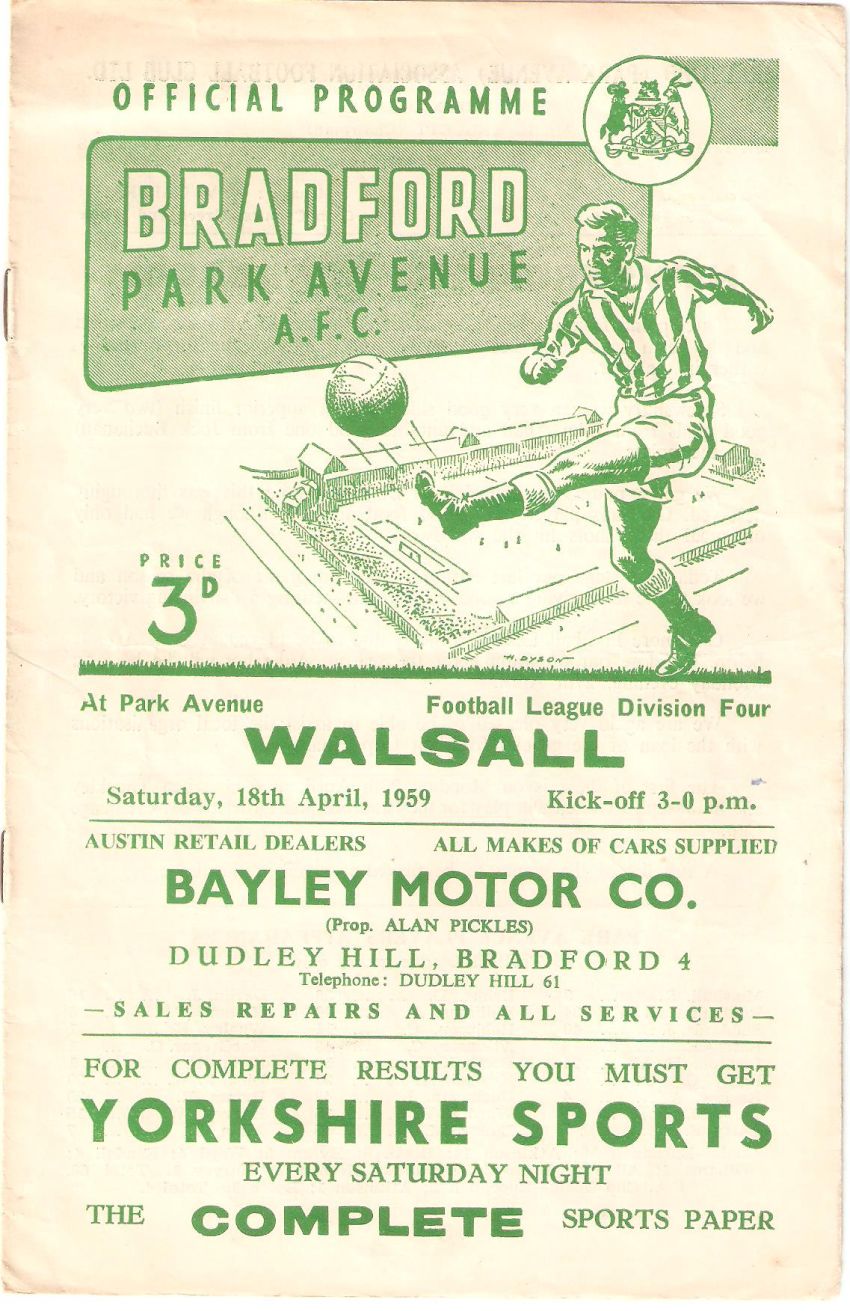 OFFICIAL PROGRAMME
BRADFORD
PARK AVENUE
A.F.C.
PRICE
3D
H. DYSON
At Park Avenue Football League Division Four
WALSALL
Saturday, 18th April, 1959 Kick-off 3-0 p.m.
AUSTIN RETAIL DEALERS ALL MAKES OF CARS SUPPLIED
BAYLEY MOTOR CO.
(Prop. ALAN PICKLES)
DUDLEY HILL, BRADFORD 4
Telephone: DUDLEY HILL 61
—SALES REPAIRS AND ALL SERVICES—
FOR COMPLETE RESULTS YOU MUST GET
YORKSHIRE SPORTS
EVERY SATURDAY NIGHT
THE COMPLETE SPORTS PAPER